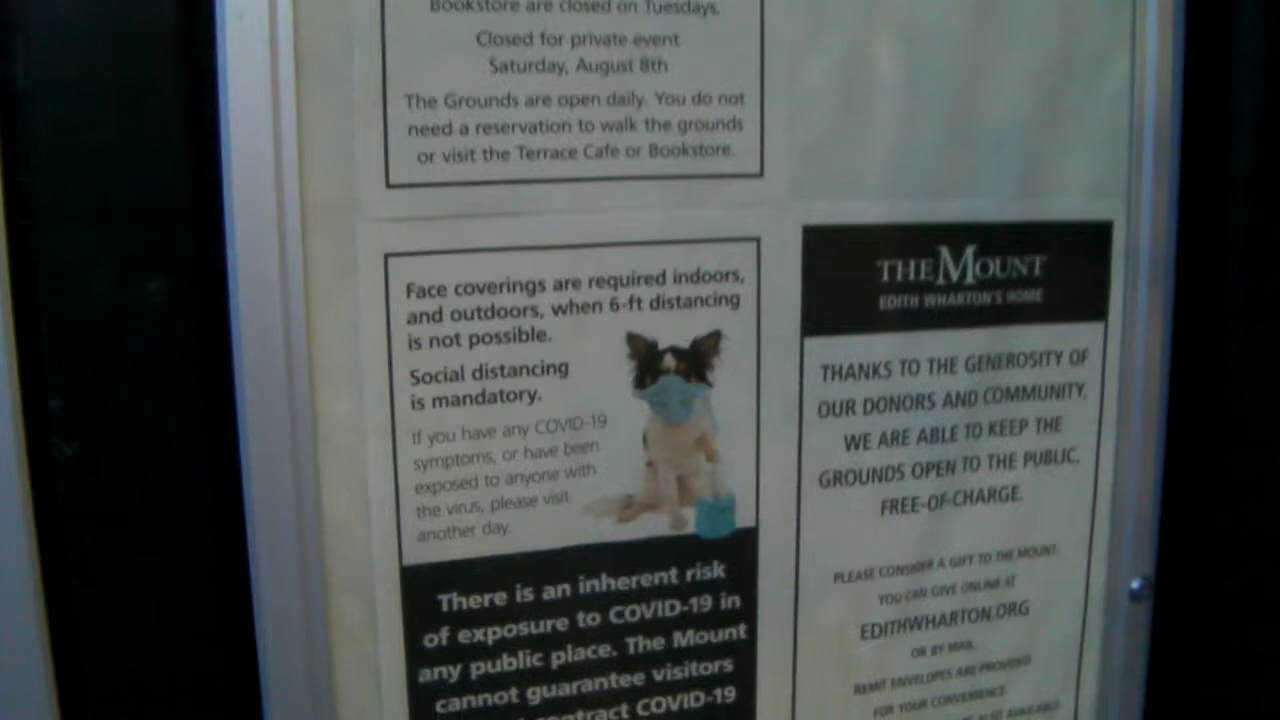 Bookstore are closed on Tuesdays.
Closed for private event
Saturday, August 8th
The Grounds are open daily. You do not
need a reservation to walk the grounds
or visit the Terrace Cafe or Bookstore.
Face coverings are required indoors,
and outdoors, when 6-ft distancing
is not possible.
Social distancing
is mandatory.
If you have any COVID-19
symptoms, or have been
exposed to anyone with
the virus, please visit
another day.
There is an inherent risk
of exposure to COVID-19 in
any public place. The Mount
cannot guarantee visitors
contract COVID-19
THE MOUNT
EDITH WHARTON'S HOME
THANKS TO THE GENEROSITY OF
OUR DONORS AND COMMUNITY,
WE ARE ABLE TO KEEP THE
GROUNDS OPEN TO THE PUBLIC,
FREE-OF-CHARGE.
PLEASE CONSIDER A GIFT TO THE MOUNT.
YOU CAN GIVE ONLINE AT
EDITHWHARTON.ORG
OR BY MAIL.
REMIT ENVELOPES ARE PROVIDED
FOR YOUR CONVENIENCE.
ALSO AVAILABLE